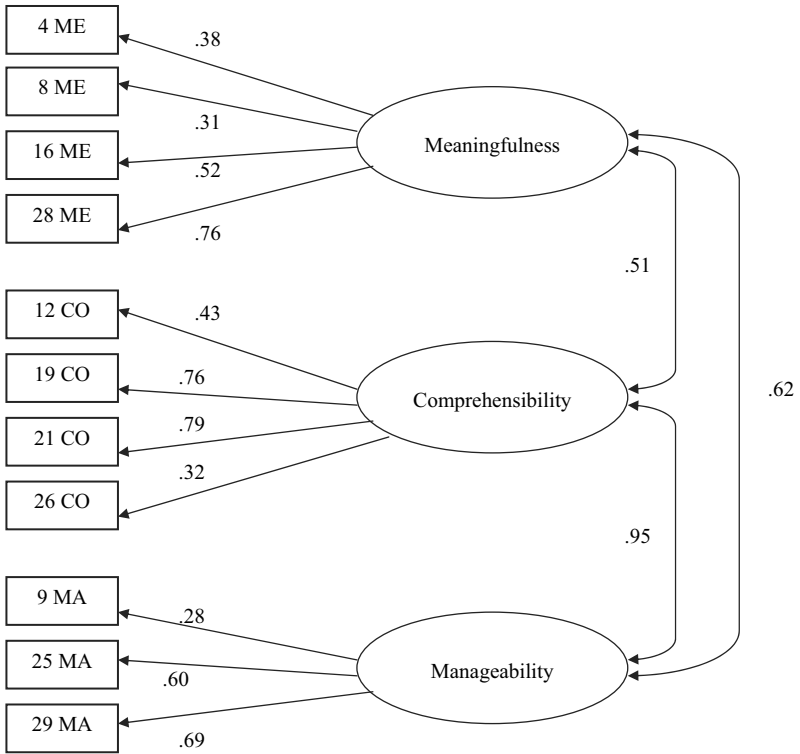 4 ME
.38
8 ME
.31
16 ME
.52
28 ME
.76
Meaningfulness
.51
12 CO
.43
19 CO
.76
21 CO
.79
26 CO
.32
Comprehensibility
.62
.95
9 MA
.28
25 MA
.60
29 MA
.69
Manageability